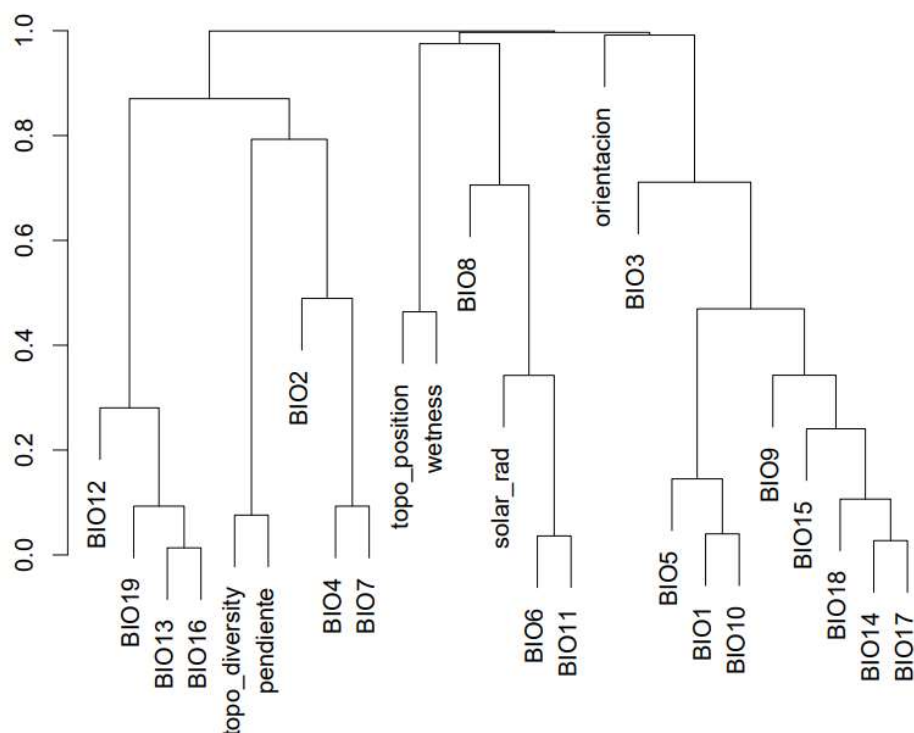 1.0
0.8
0.6
0.4
0.2
0.0
BIO12
BIO19
BIO13
BIO16
topo_diversity
pendiente
BIO2
BIO4
BIO7
topo_position
wetness
BIO8
solar_rad
BIO6
BIO11
orientacion
BIO3
BIO5
BIO1
BIO10
BIO9
BIO15
BIO18
BIO14
BIO17